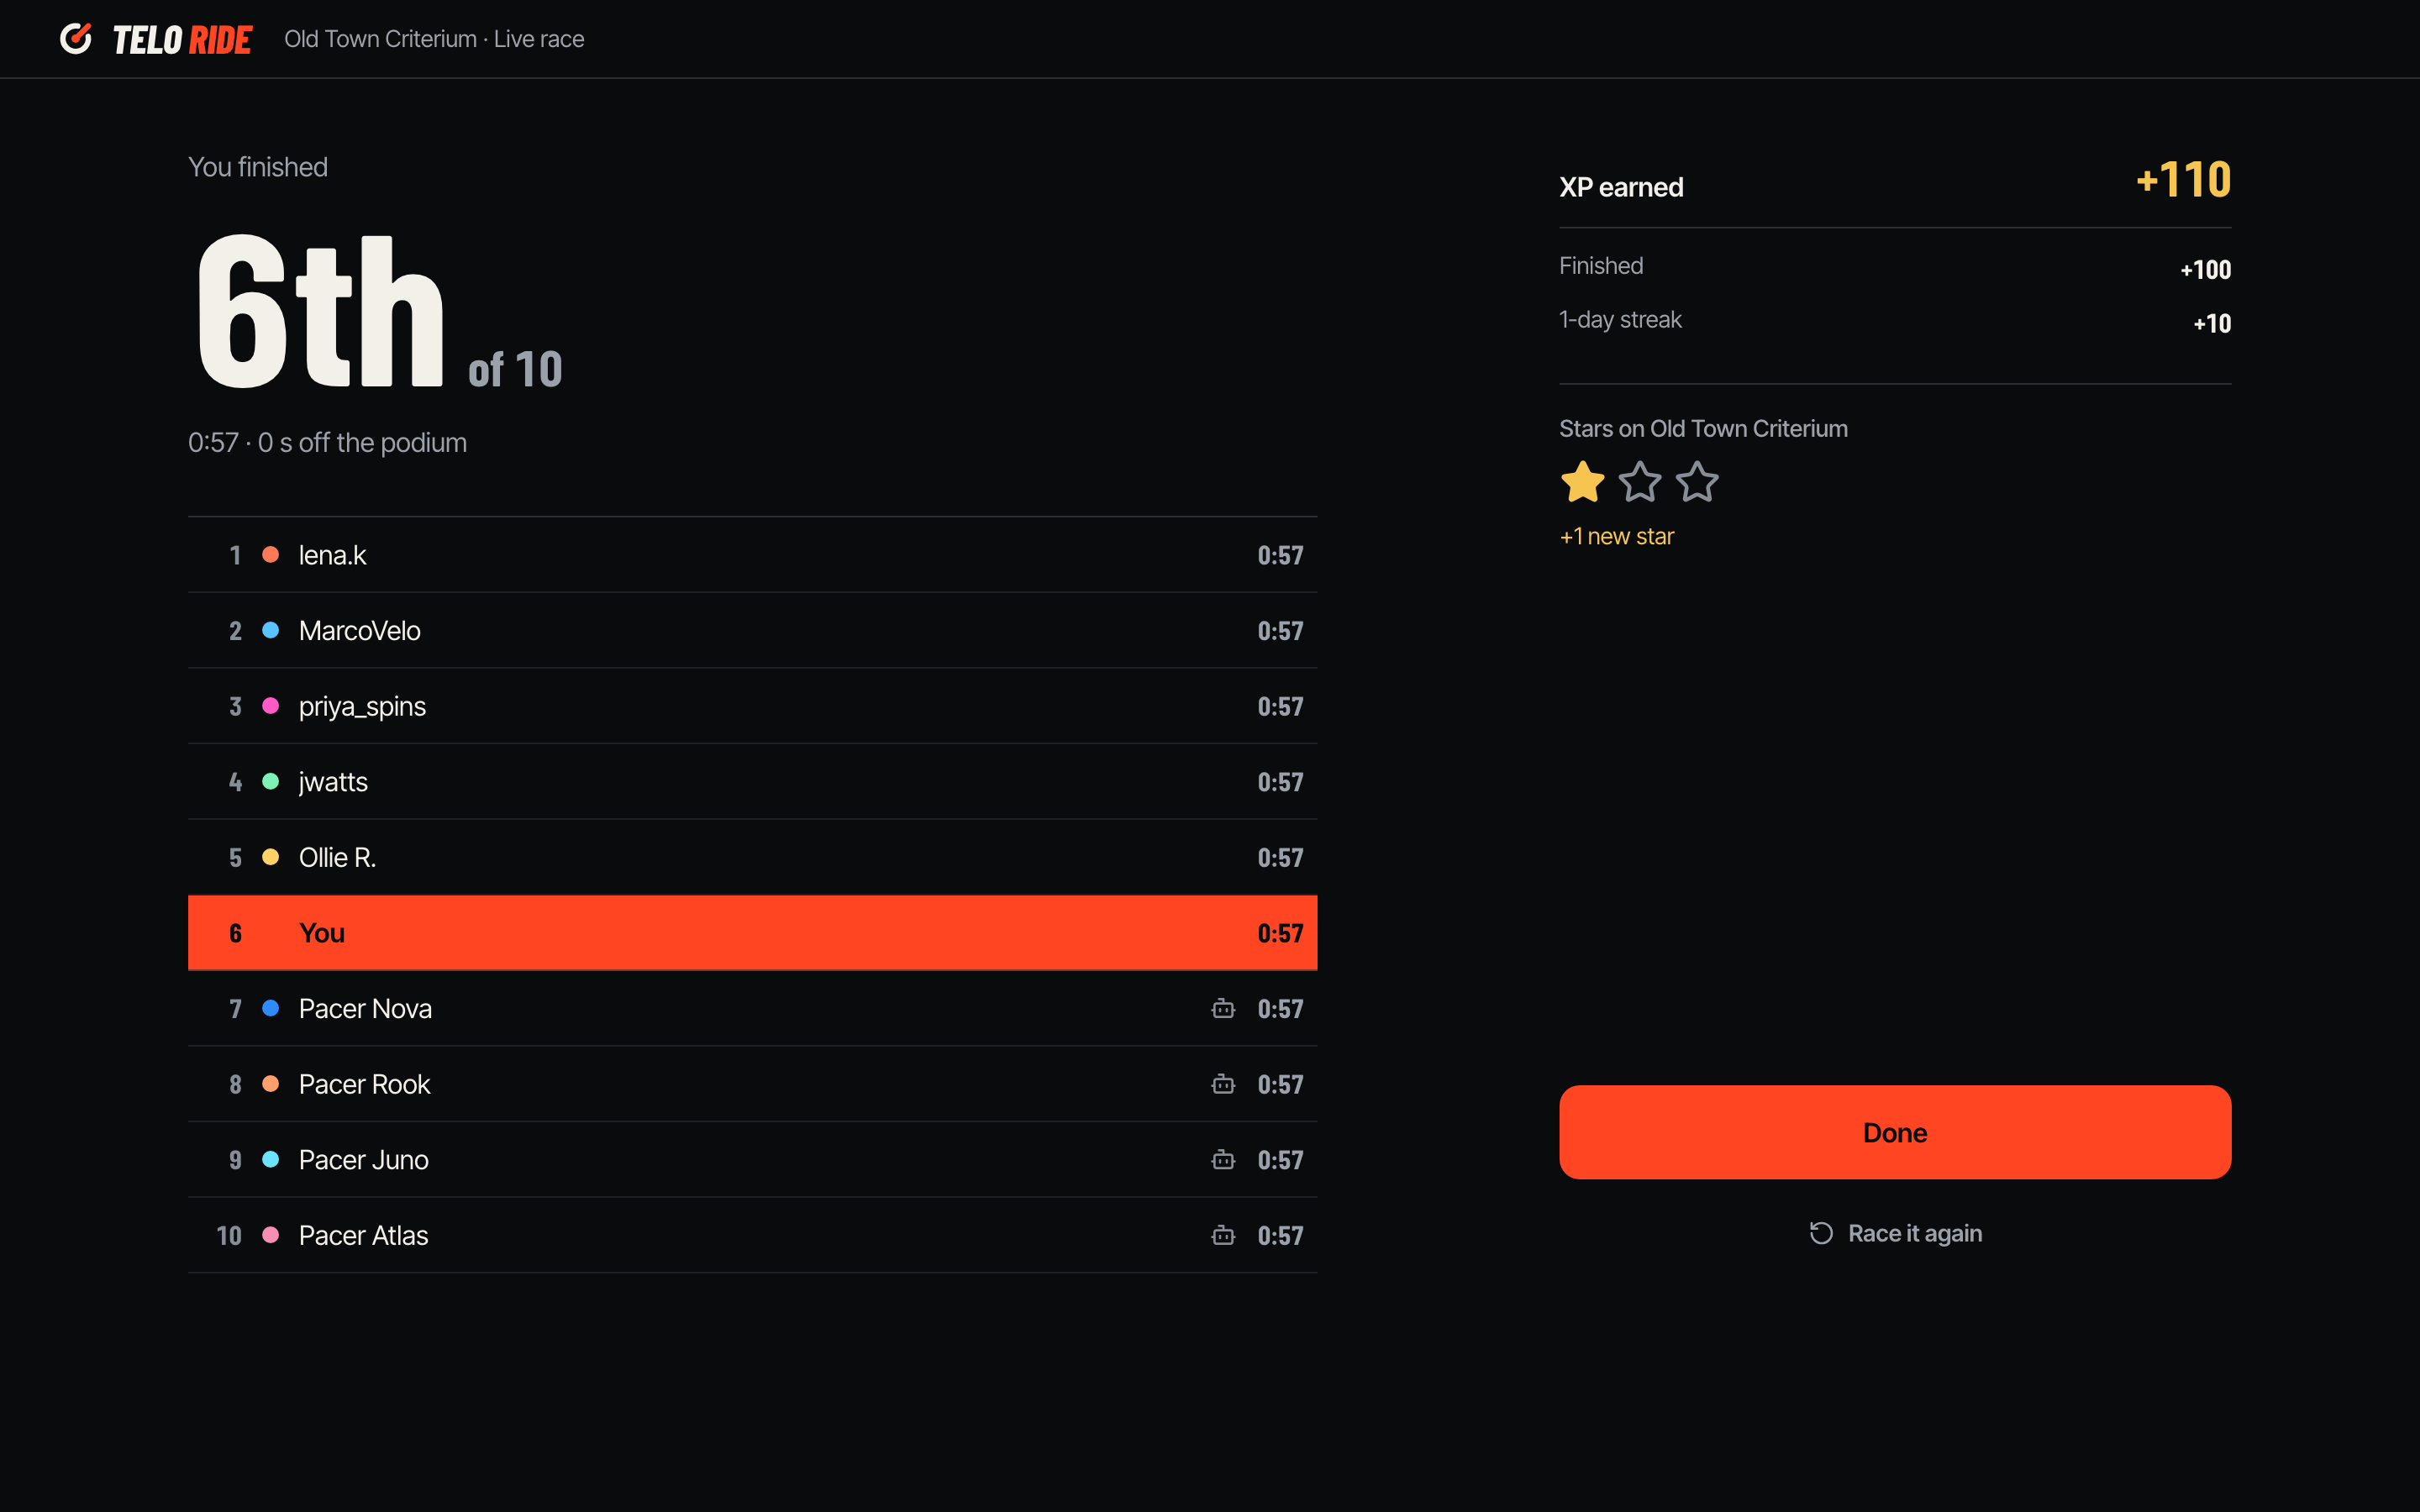 TELO RIDE
Old Town Criterium · Live race
You finished
6th of 10
0:57 · 0 s off the podium
1 lena.k 0:57
2 MarcoVelo 0:57
3 priya_spins 0:57
4 jwatts 0:57
5 Ollie R. 0:57
6 You 0:57
7 Pacer Nova 0:57
8 Pacer Rook 0:57
9 Pacer Juno 0:57
10 Pacer Atlas 0:57
XP earned +110
Finished +100
1-day streak +10
Stars on Old Town Criterium
+1 new star
Done
Race it again